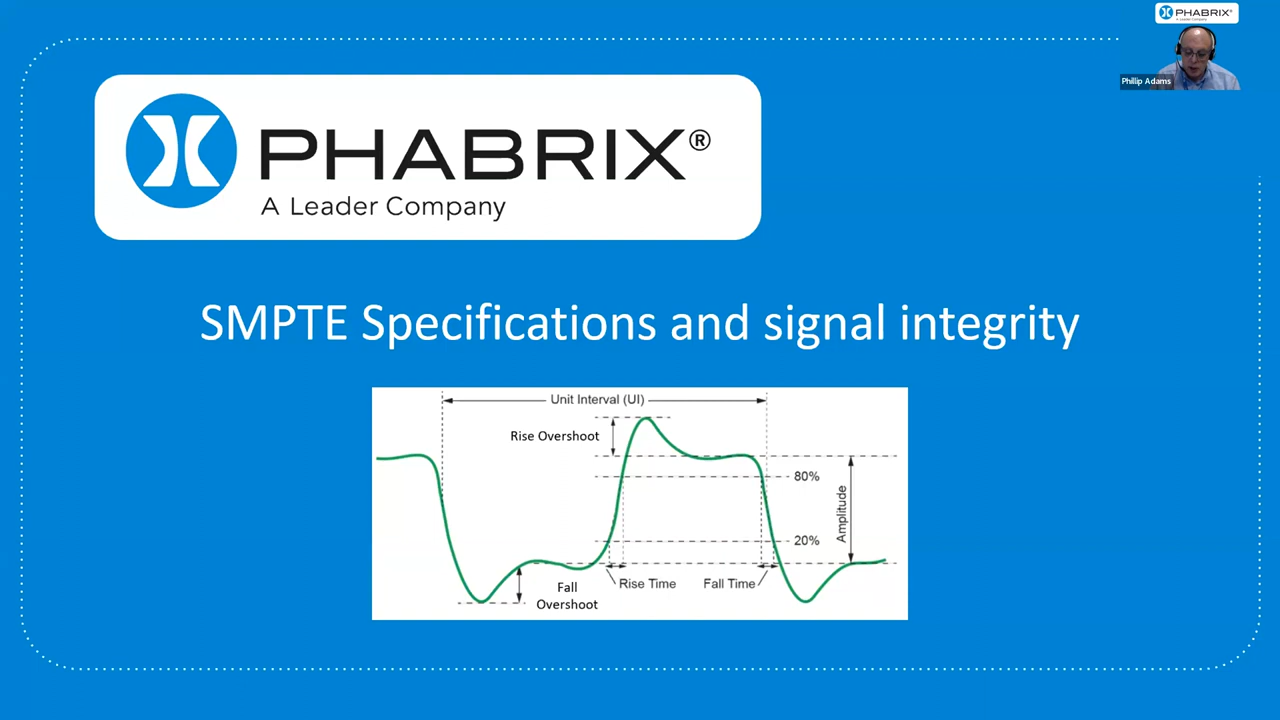 PHABRIX®
A Leader Company
Phillip Adams
PHABRIX®
A Leader Company
SMPTE Specifications and signal integrity
Unit Interval (UI)
Rise Overshoot
80%
Amplitude
20%
Rise Time
Fall Time
Fall
Overshoot